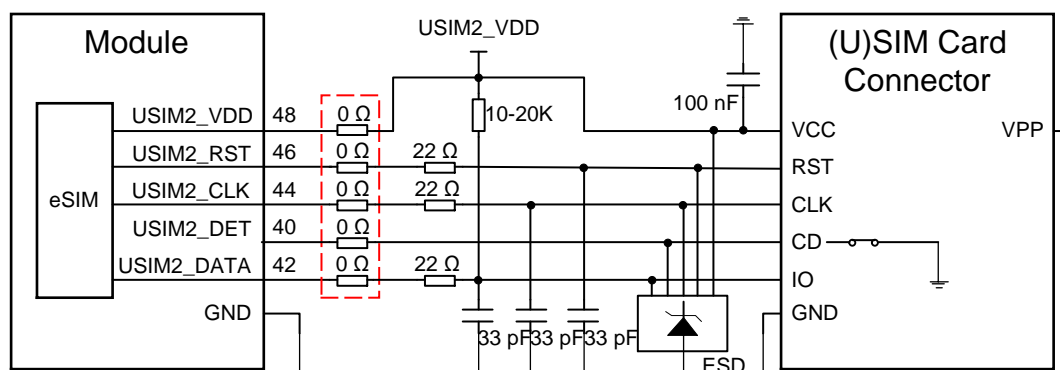 USIM2_VDD
Module
(U)SIM Card
Connector
100 nF
10-20K
USIM2_VDD 48 0 Ω
VCC
VPP
USIM2_RST 46 0 Ω 22 Ω
RST
eSIM
USIM2_CLK 44 0 Ω 22 Ω
CLK
USIM2_DET 40 0 Ω
CD
USIM2_DATA 42 0 Ω 22 Ω
IO
GND
GND
33 pF 33 pF 33 pF
ESD